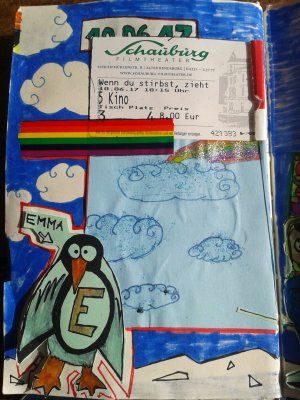 10.06.17
Schauburg
FILMTHEATER
Wenn du stirbst, zieht
10.06.17 18:15 Uhr
3 Kino
Tisch Platz Preis
3 4 8.00 Eur
421383
EMMA
E